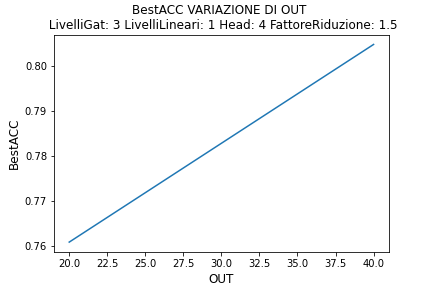 BestACC VARIAZIONE DI OUT
LivelliGat: 3 LivelliLineari: 1 Head: 4 FattoreRiduzione: 1.5
0.80
0.79
0.78
0.77
0.76
BestACC
20.0 22.5 25.0 27.5 30.0 32.5 35.0 37.5 40.0
OUT